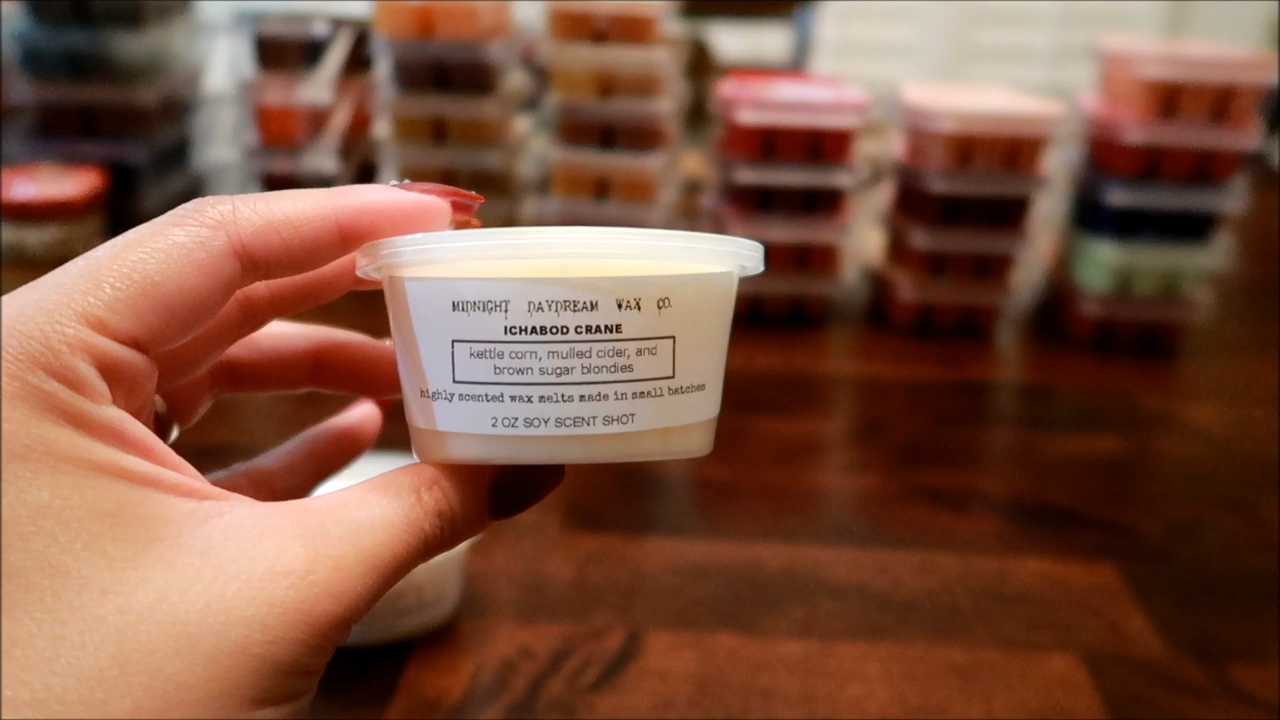 MIDNIGHT DAYDREAM WAX CO.
ICHABOD CRANE
kettle corn, mulled cider, and
brown sugar blondies
highly scented wax melts made in small batches
2 OZ SOY SCENT SHOT